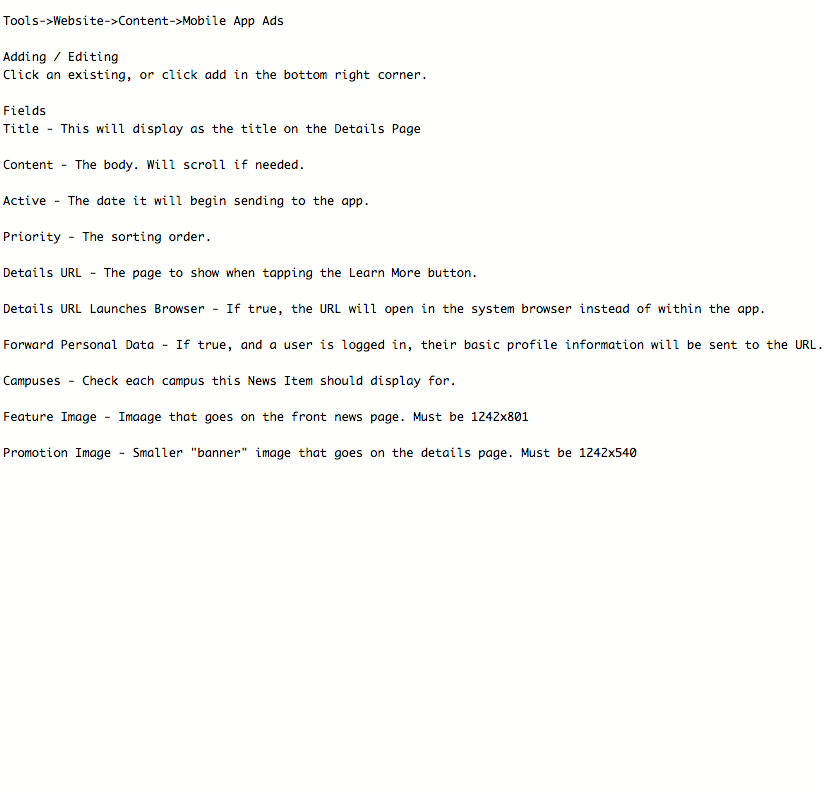 Tools->Website->Content->Mobile App Ads
Adding / Editing
Click an existing, or click add in the bottom right corner.
Fields
Title - This will display as the title on the Details Page
Content - The body. Will scroll if needed.
Active - The date it will begin sending to the app.
Priority - The sorting order.
Details URL - The page to show when tapping the Learn More button.
Details URL Launches Browser - If true, the URL will open in the system browser instead of within the app.
Forward Personal Data - If true, and a user is logged in, their basic profile information will be sent to the URL.
Campuses - Check each campus this News Item should display for.
Feature Image - Imaage that goes on the front news page. Must be 1242x801
Promotion Image - Smaller "banner" image that goes on the details page. Must be 1242x540